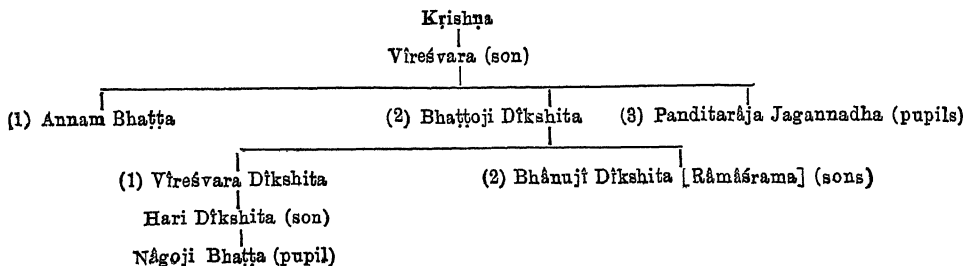 Kṛishṇa
Vîreśvara (son)
(1) Annam Bhaṭṭa (2) Bhaṭṭoji Dîkshita (3) Panditarâja Jagannadha (pupils)
(1) Vîreśvara Dîkshita (2) Bhânujî Dîkshita [Râmâśrama] (sons)
Hari Dîkshita (son)
Nâgoji Bhaṭṭa (pupil)